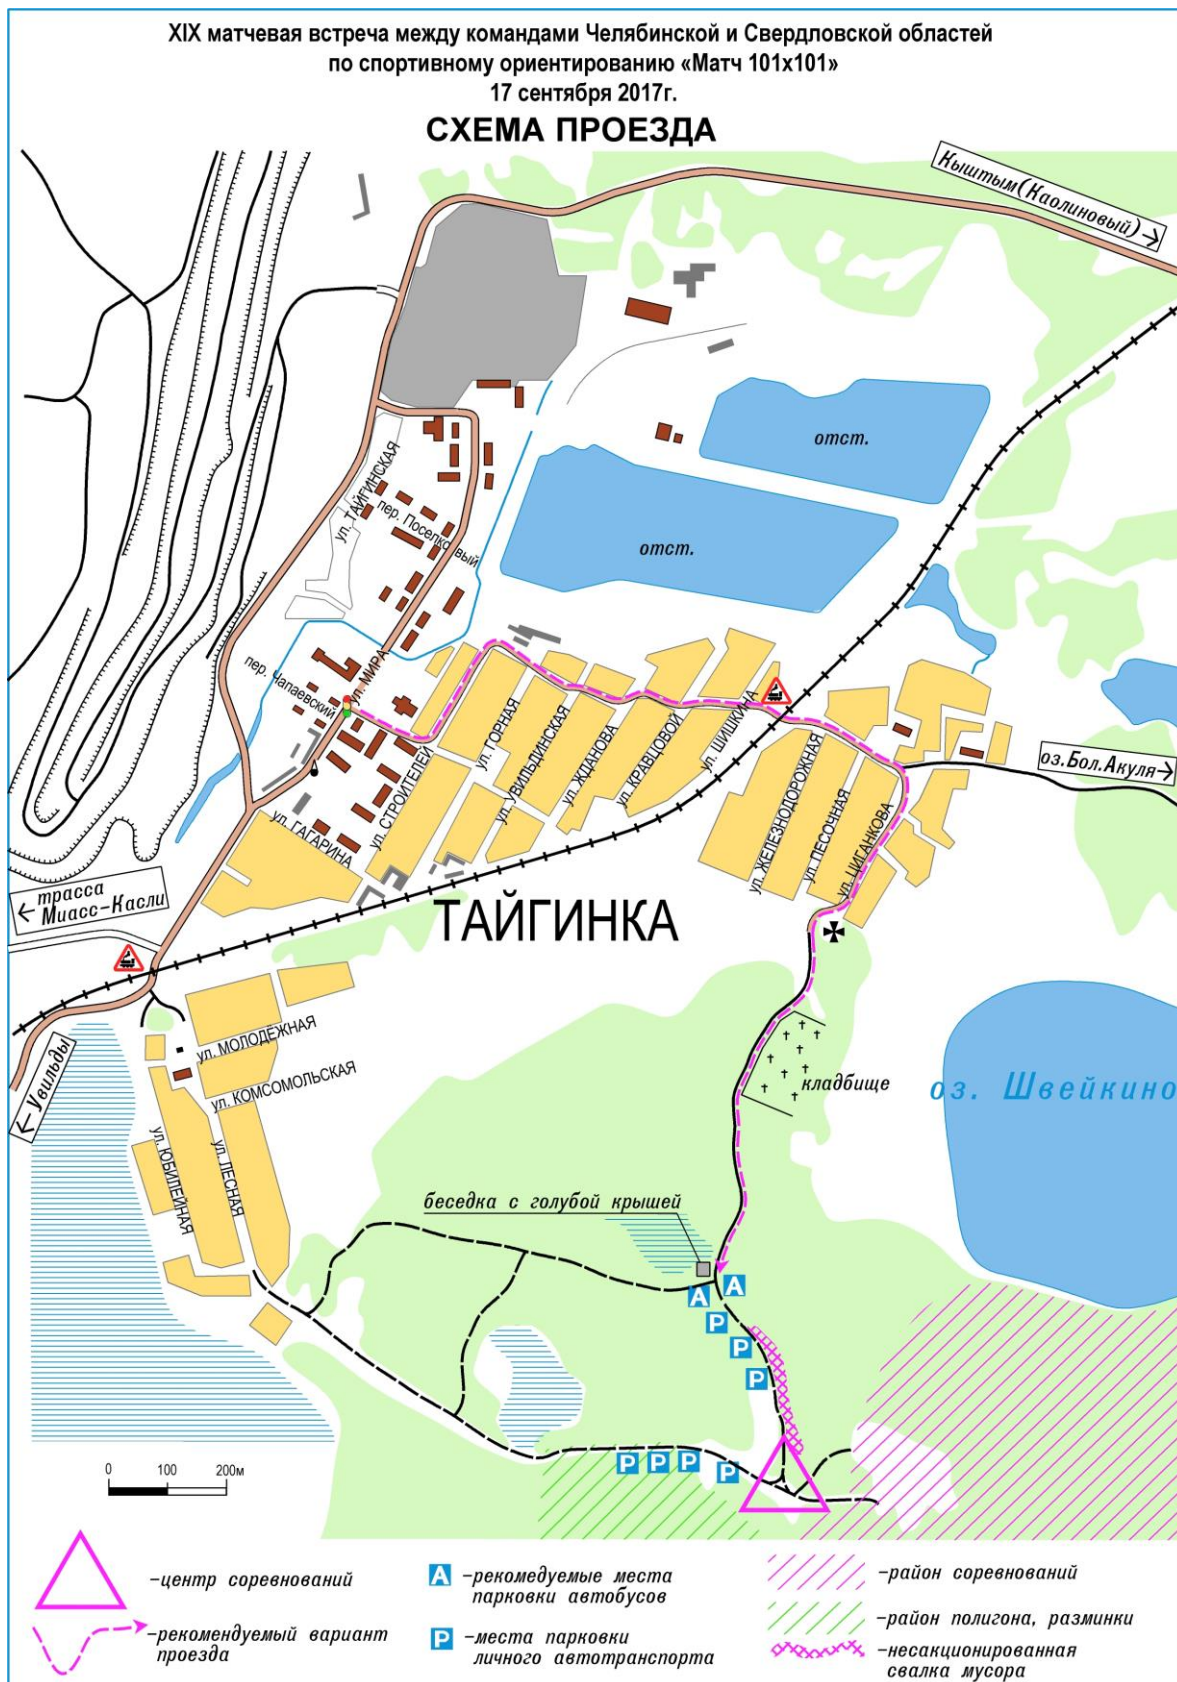 XIX матчевая встреча между командами Челябинской и Свердловской областей
по спортивному ориентированию «Матч 101х101»
17 сентября 2017г.
СХЕМА ПРОЕЗДА
Кыштым(Каолиновый)→
отст.
отст.
ул. ТАЙГИНСКАЯ
пер. Поселковый
ул. МИРА
пер. Чапаевский
ул. ГОРНАЯ
ул. УВИЛЬДИНСКАЯ
ул. ЖДАНОВА
ул. КРАВЦОВОЙ
ул. ШИШКИНА
ул. СТРОИТЕЛЕЙ
ул. ГАГАРИНА
ул. ЖЕЛЕЗНОДОРОЖНАЯ
ул. ПЕСОЧНАЯ
ул. ЦИГАНКОВА
оз.Бол.Акуля→
трасса
←Миасс-Касли
ТАЙГИНКА
←Увильды
ул. МОЛОДЁЖНАЯ
ул. КОМСОМОЛЬСКАЯ
ул. ЮБИЛЕЙНАЯ
ул. ЛЕСНАЯ
кладбище
оз. Швейкино
беседка с голубой крышей
А
А
Р
Р
Р
Р
Р
Р
Р
0 100 200м
-центр соревнований
-рекомендуемый вариант
проезда
А -рекомедуемые места
парковки автобусов
Р -места парковки
личного автотранспорта
-район соревнований
-район полигона, разминки
-несакционированная
свалка мусора